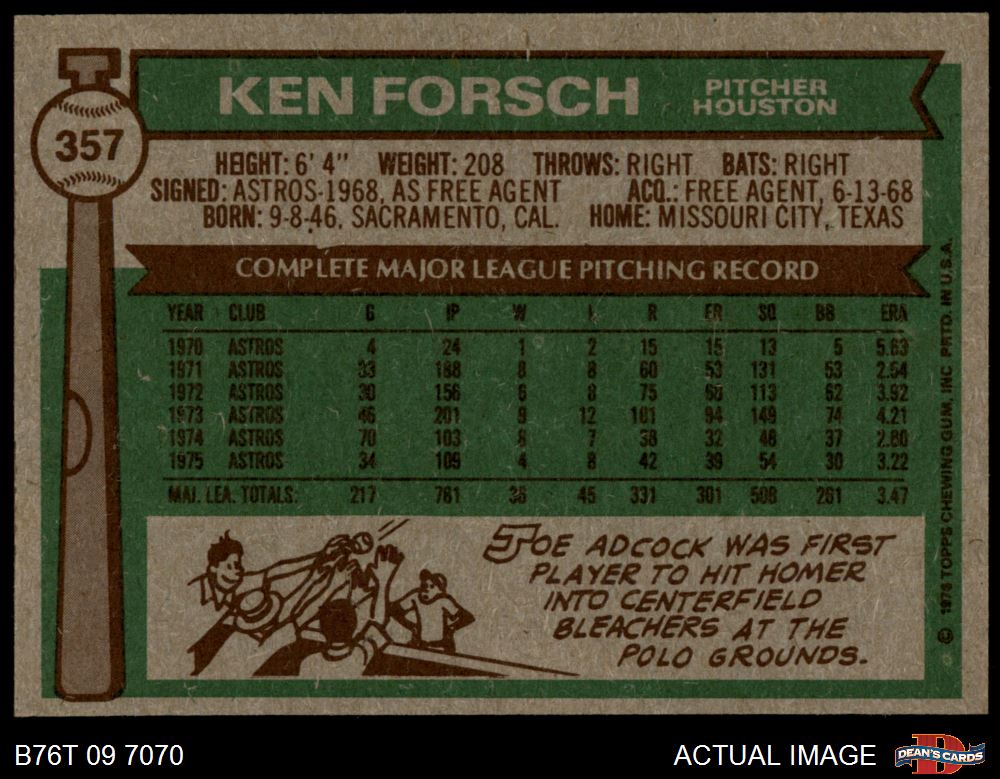 KEN FORSCH
PITCHER
HOUSTON
357
HEIGHT: 6' 4" WEIGHT: 208 THROWS: RIGHT BATS: RIGHT
SIGNED: ASTROS-1968, AS FREE AGENT ACQ.: FREE AGENT, 6-13-68
BORN: 9-8-46, SACRAMENTO, CAL. HOME: MISSOURI CITY, TEXAS
COMPLETE MAJOR LEAGUE PITCHING RECORD
YEAR CLUB G IP W L R ER SO BB ERA
1970 ASTROS 4 24 1 2 15 15 13 5 5.63
1971 ASTROS 33 188 8 8 60 53 131 53 2.54
1972 ASTROS 30 156 6 8 75 68 113 62 3.92
1973 ASTROS 46 201 9 12 101 94 149 74 4.21
1974 ASTROS 70 103 8 7 38 32 48 37 2.80
1975 ASTROS 34 109 4 8 42 39 54 30 3.22
MAJ. LEA. TOTALS: 217 781 36 45 331 301 508 261 3.47
JOE ADCOCK WAS FIRST
PLAYER TO HIT HOMER
INTO CENTERFIELD
BLEACHERS AT THE
POLO GROUNDS.
© 1976 TOPPS CHEWING GUM, INC PRTD. IN U.S.A.
B76T 09 7070
ACTUAL IMAGE
D
DEAN'S CARDS